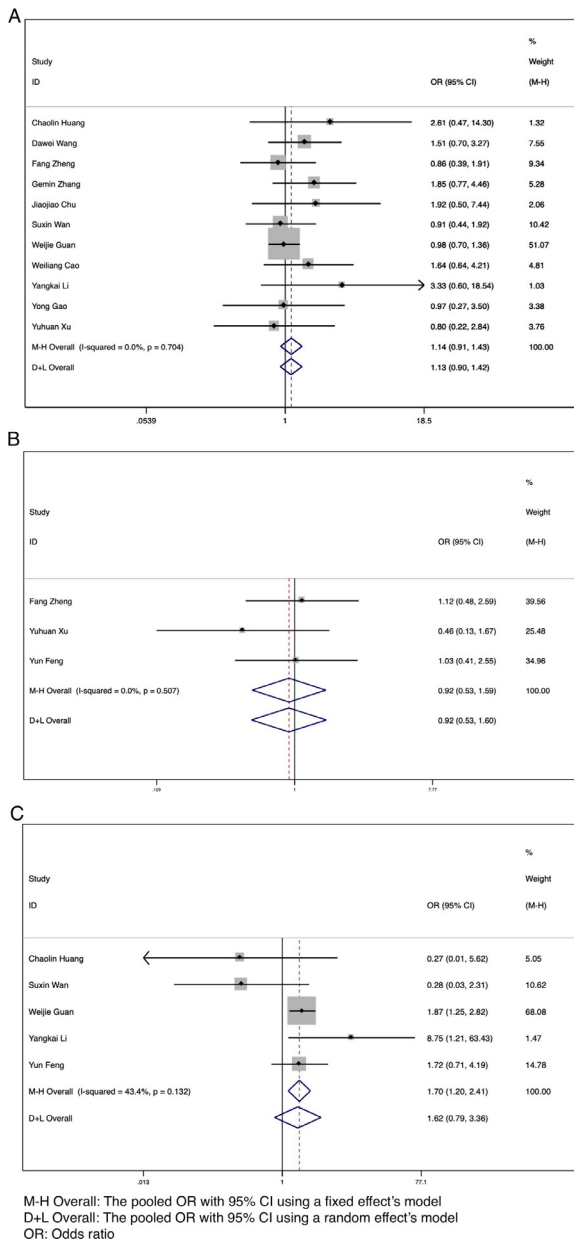 A
%
Study Weight
ID OR (95% CI) (M-H)
Chaolin Huang 2.61 (0.47, 14.30) 1.32
Dawei Wang 1.51 (0.70, 3.27) 7.55
Fang Zheng 0.86 (0.39, 1.91) 9.34
Gemin Zhang 1.85 (0.77, 4.46) 5.28
Jiaojiao Chu 1.92 (0.50, 7.44) 2.06
Suxin Wan 0.91 (0.44, 1.92) 10.42
Weijie Guan 0.98 (0.70, 1.36) 51.07
Weiliang Cao 1.64 (0.64, 4.21) 4.81
Yangkai Li 3.33 (0.60, 18.54) 1.03
Yong Gao 0.97 (0.27, 3.50) 3.38
Yuhuan Xu 0.80 (0.22, 2.84) 3.76
M-H Overall (I-squared = 0.0%, p = 0.704) 1.14 (0.91, 1.43) 100.00
D+L Overall 1.13 (0.90, 1.42)
.0539 1 18.5
B
%
Study Weight
ID OR (95% CI) (M-H)
Fang Zheng 1.12 (0.48, 2.59) 39.56
Yuhuan Xu 0.46 (0.13, 1.67) 25.48
Yun Feng 1.03 (0.41, 2.55) 34.96
M-H Overall (I-squared = 0.0%, p = 0.507) 0.92 (0.53, 1.59) 100.00
D+L Overall 0.92 (0.53, 1.60)
.129 1 7.77
C
%
Study Weight
ID OR (95% CI) (M-H)
Chaolin Huang 0.27 (0.01, 5.62) 5.05
Suxin Wan 0.28 (0.03, 2.31) 10.62
Weijie Guan 1.87 (1.25, 2.82) 68.08
Yangkai Li 8.75 (1.21, 63.43) 1.47
Yun Feng 1.72 (0.71, 4.19) 14.78
M-H Overall (I-squared = 43.4%, p = 0.132) 1.70 (1.20, 2.41) 100.00
D+L Overall 1.62 (0.79, 3.36)
.013 1 77.1
M-H Overall: The pooled OR with 95% CI using a fixed effect's model
D+L Overall: The pooled OR with 95% CI using a random effect's model
OR: Odds ratio